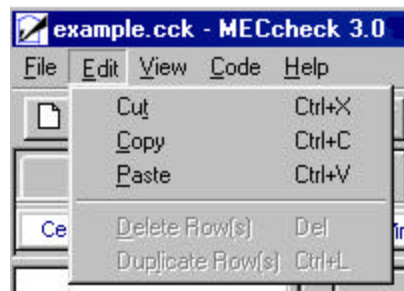 example.cck - MECcheck 3.0
File Edit View Code Help
Cut Ctrl+X
Copy Ctrl+C
Paste Ctrl+V
Ce Delete Row(s) Del
Duplicate Row(s) Ctrl+L